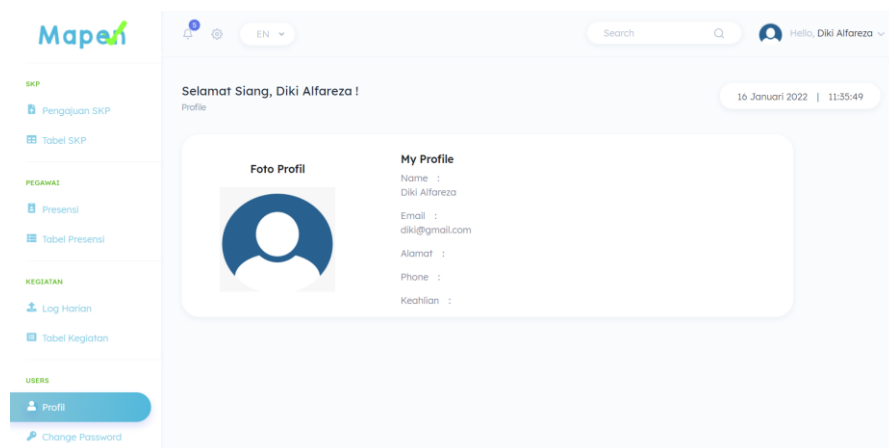 Mapen
5
EN
Search
Hello, Diki Alfareza
SKP
Pengajuan SKP
Tabel SKP
PEGAWAI
Presensi
Tabel Presensi
KEGIATAN
Log Harian
Tabel Kegiatan
USERS
Profil
Change Password
Selamat Siang, Diki Alfareza !
Profile
16 Januari 2022 | 11:35:49
Foto Profil
My Profile
Name :
Diki Alfareza
Email :
diki@gmail.com
Alamat :
Phone :
Keahlian :